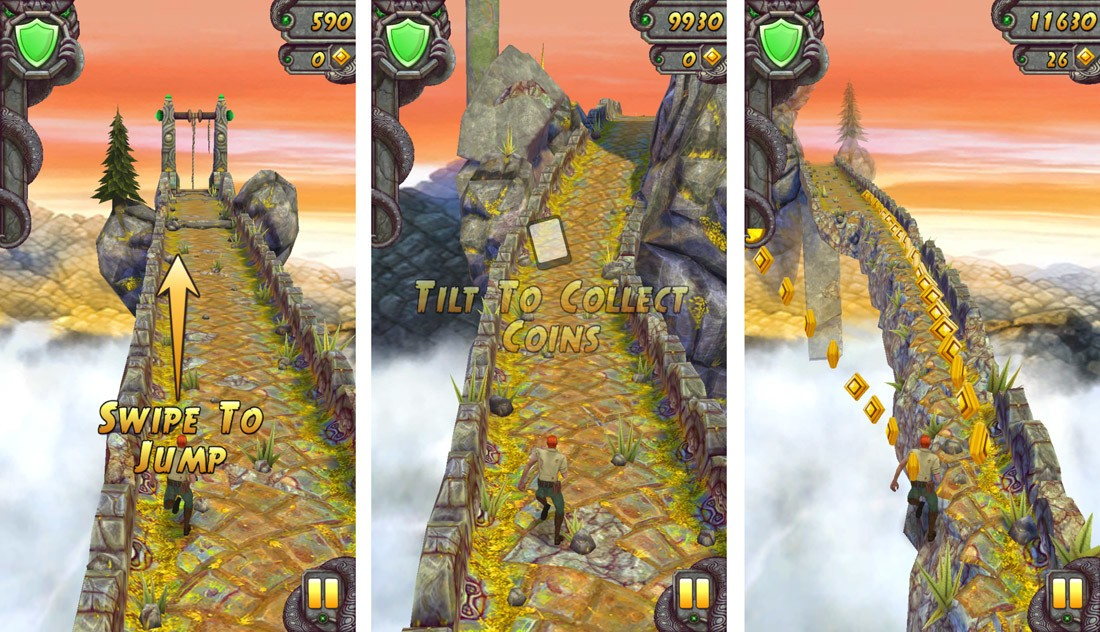 590
0
SWIPE TO
JUMP
9930
0
TILT TO COLLECT
COINS
11630
26